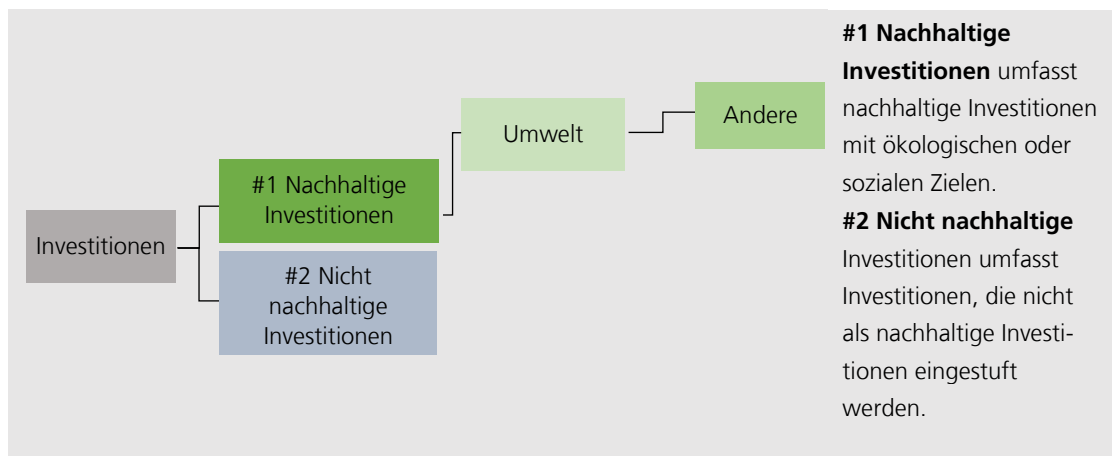 Investitionen
#1 Nachhaltige
Investitionen
#2 Nicht
nachhaltige
Investitionen
Umwelt
Andere
#1 Nachhaltige
Investitionen umfasst
nachhaltige Investitionen
mit ökologischen oder
sozialen Zielen.
#2 Nicht nachhaltige
Investitionen umfasst
Investitionen, die nicht
als nachhaltige Investi-
tionen eingestuft
werden.